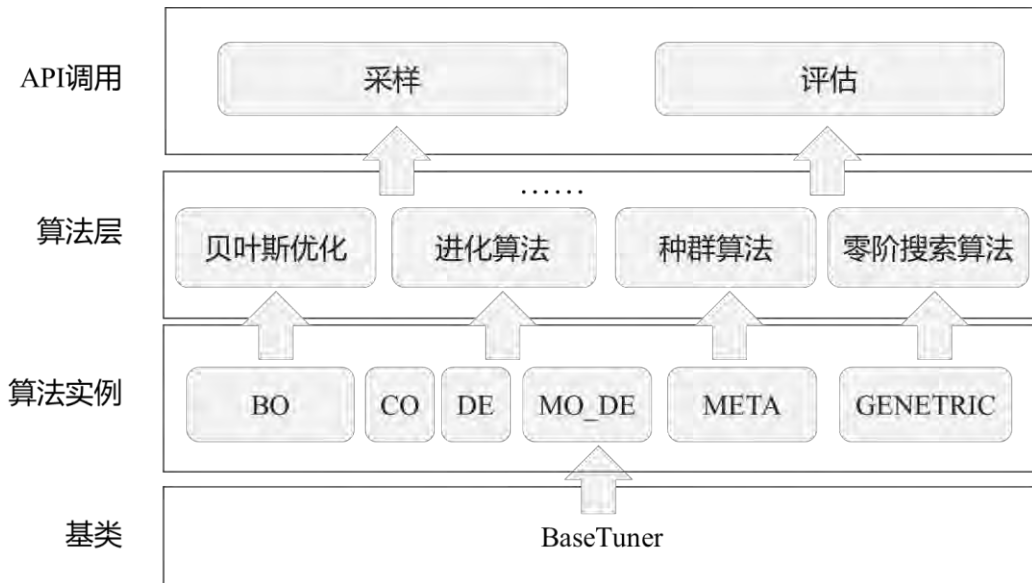 API调用
采样
评估
......
算法层
贝叶斯优化
进化算法
种群算法
零阶搜索算法
算法实例
BO
CO
DE
MO_DE
META
GENETRIC
基类
BaseTuner